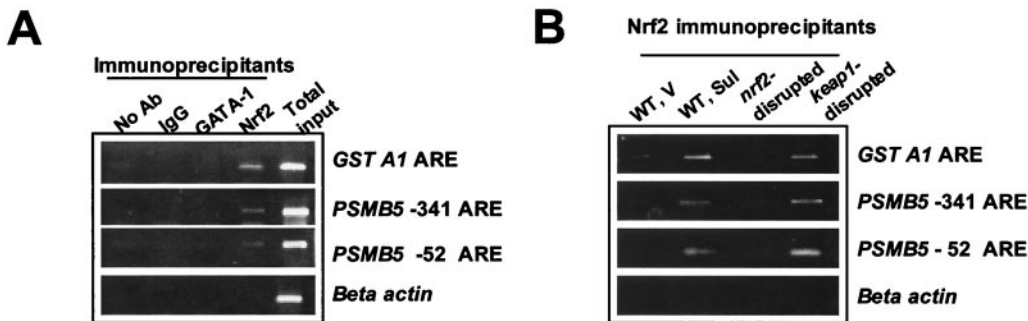 A
Immunoprecipitants
No Ab
IgG
GATA-1
Nrf2
Total
input
GST A1 ARE
PSMB5 -341 ARE
PSMB5 -52 ARE
Beta actin
B
Nrf2 immunoprecipitants
WT, V
WT, Sul
nrf2-
disrupted
keap1-
disrupted
GST A1 ARE
PSMB5 -341 ARE
PSMB5 - 52 ARE
Beta actin